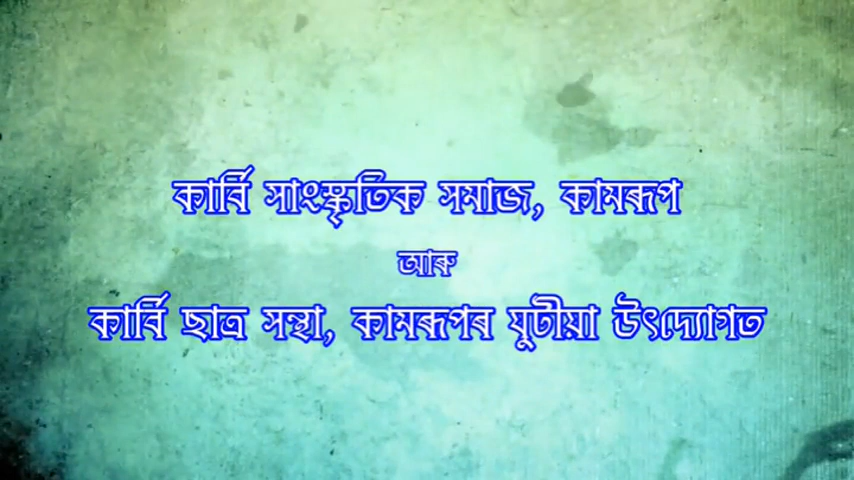 কাৰ্বি সাংস্কৃতিক সমাজ, কামৰূপ
আৰু
কাৰ্বি ছাত্ৰ সন্থা, কামৰূপৰ যুটীয়া উৎদ্যোগত